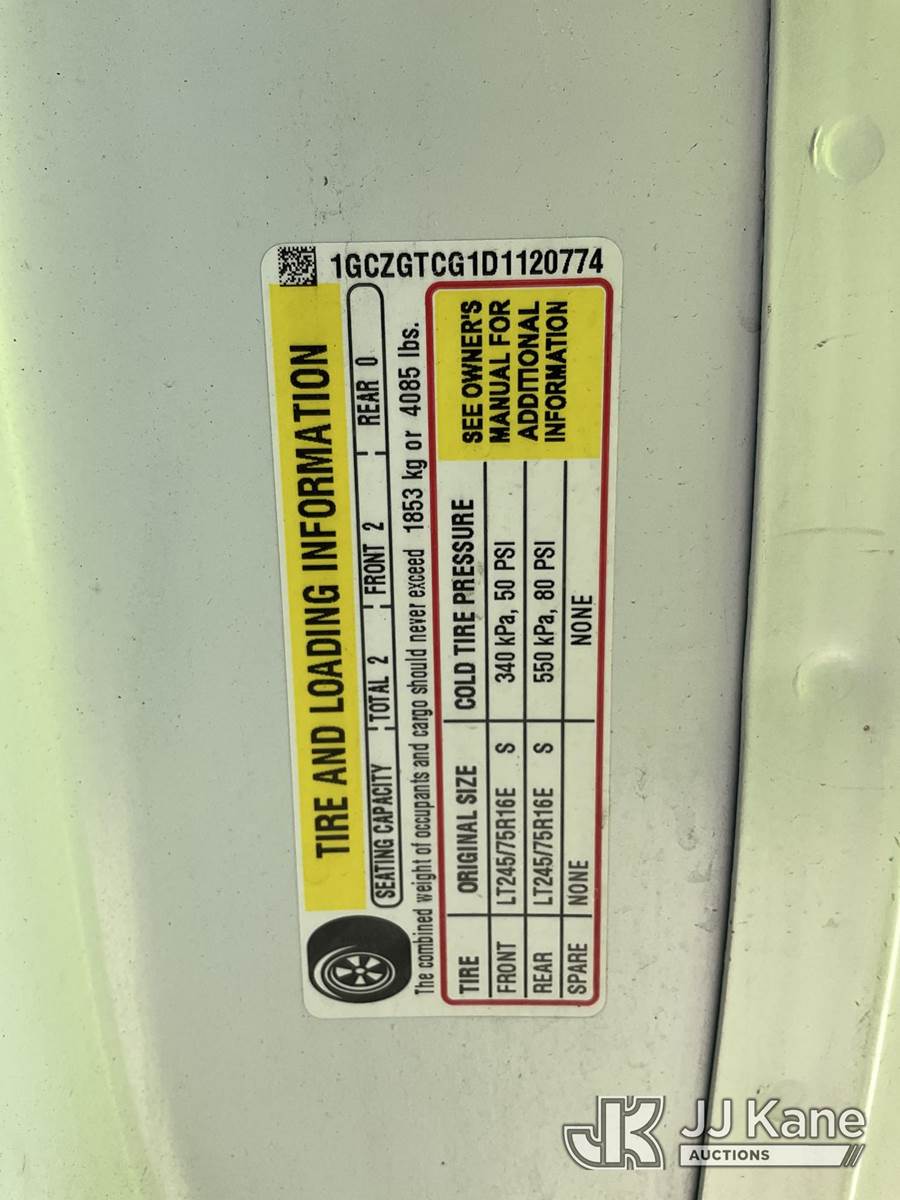 1GCZGTCG1D1120774
TIRE AND LOADING INFORMATION
SEATING CAPACITY TOTAL 2 FRONT 2 REAR 0
The combined weight of occupants and cargo should never exceed 1853 kg or 4085 lbs.
TIRE ORIGINAL SIZE COLD TIRE PRESSURE
FRONT LT245/75R16E S 340 kPa, 50 PSI
REAR LT245/75R16E S 550 kPa, 80 PSI
SPARE NONE NONE
SEE OWNER'S
MANUAL FOR
ADDITIONAL
INFORMATION
JK JJ Kane
AUCTIONS